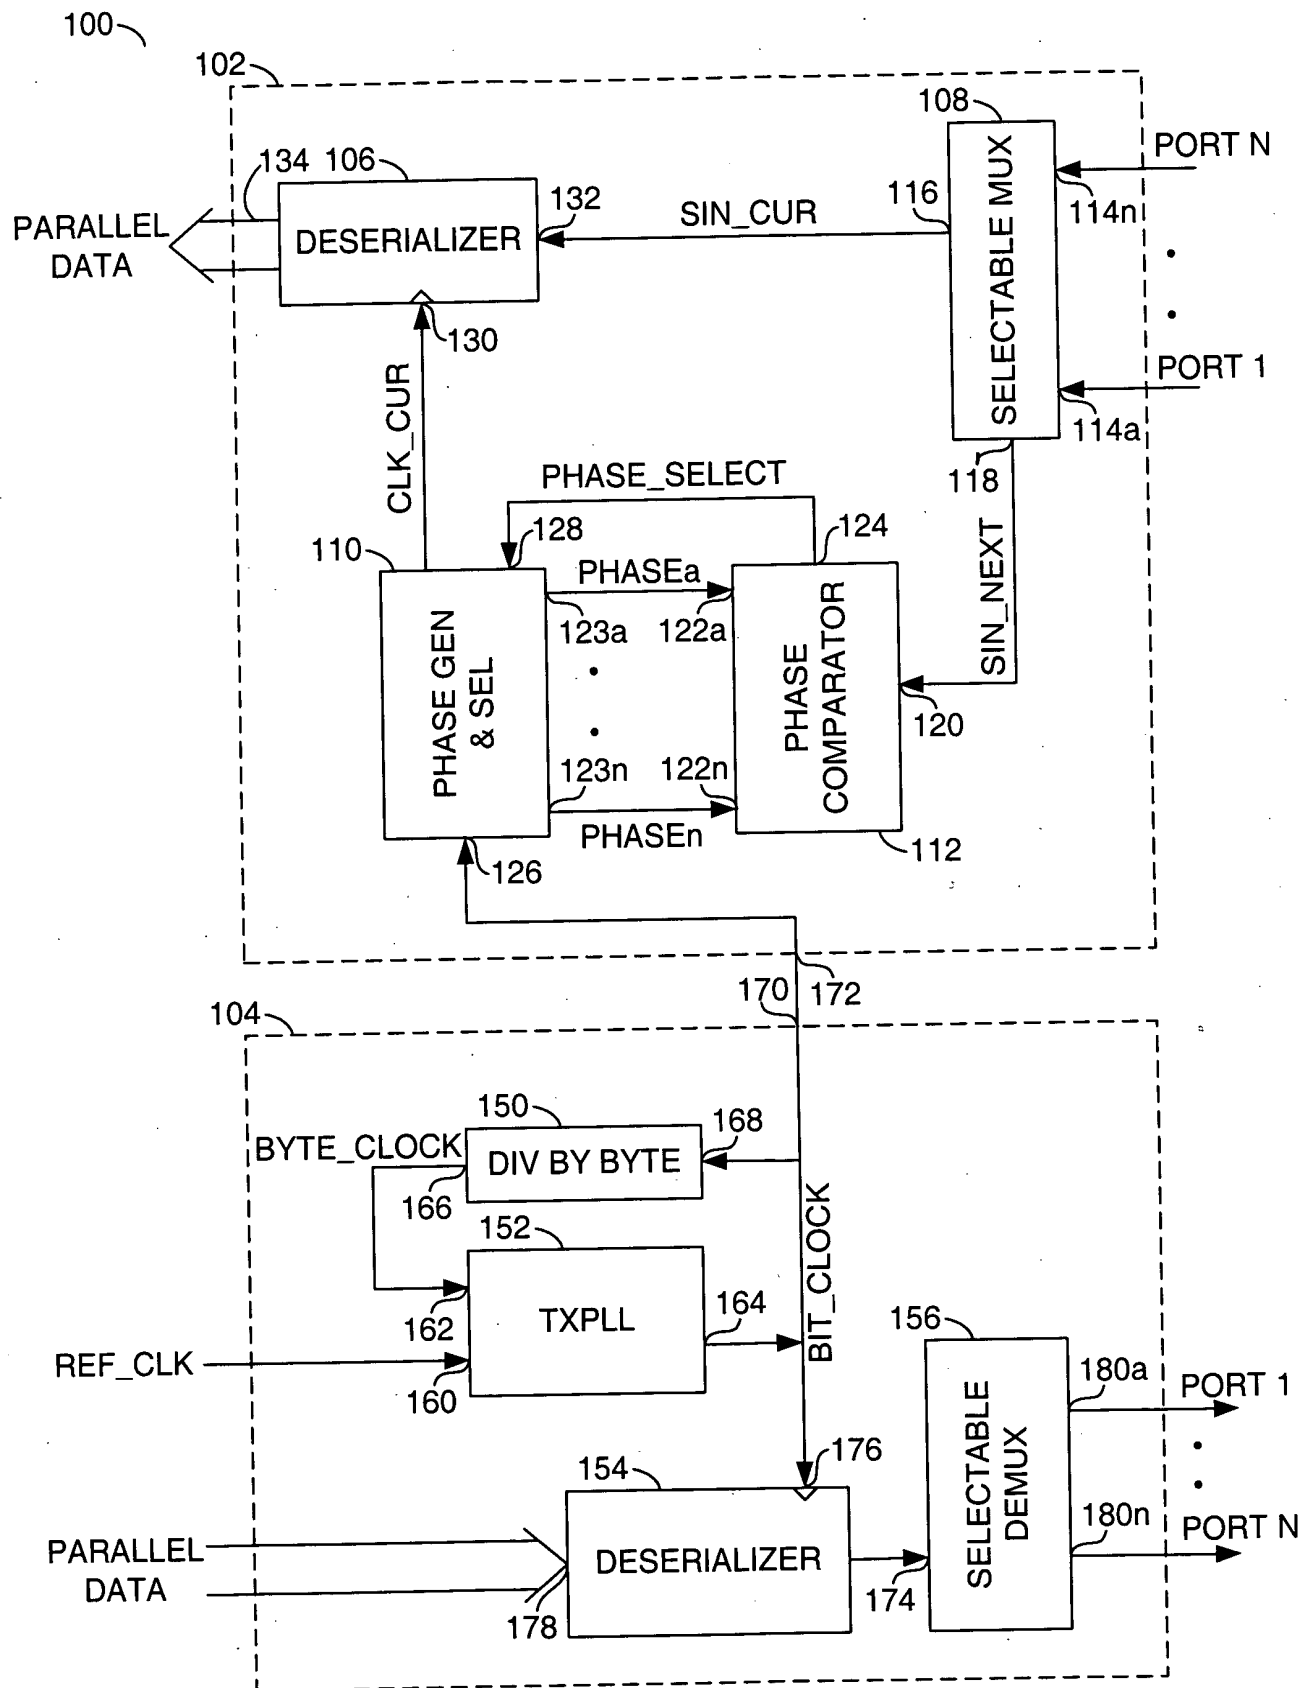 100
102
108
PORT N
134
106
132
116
SIN_CUR
114n
PARALLEL
DATA
DESERIALIZER
SELECTABLE MUX
130
PORT 1
114a
CLK_CUR
118
PHASE_SELECT
128
124
110
PHASEa
SIN_NEXT
123a
122a
PHASE GEN
& SEL
PHASE
COMPARATOR
120
123n
122n
PHASEn
112
126
170
172
104
150
168
BYTE_CLOCK
DIV BY BYTE
166
152
BIT_CLOCK
TXPLL
164
162
156
REF_CLK
160
180a
PORT 1
SELECTABLE
DEMUX
176
154
180n
PORT N
PARALLEL
DATA
DESERIALIZER
174
178